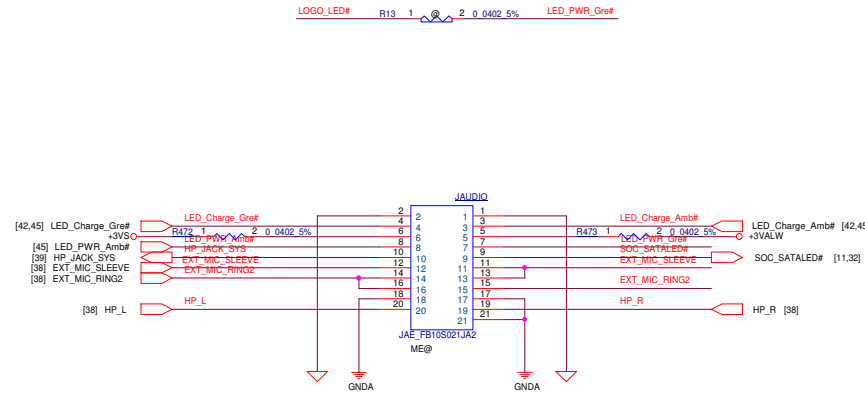 LOGO_LED# R13 1 @ 2 0_0402_5% LED_PWR_Gre#
JAUDIO
[42,45] LED_Charge_Gre# LED_Charge_Gre# 4 4 3 3 LED_Charge_Amb# LED_Charge_Amb# [42,45
2 2 1 1
+3VS R472 1 2 0_0402_5% 6 6 5 5 R473 1 2 0_0402_5% +3VALW
[45] LED_PWR_Amb# LED_PWR_Amb# 8 8 7 7 LED_PWR_Gre#
[39] HP_JACK_SYS HP_JACK_SYS 10 10 9 9 SOC_SATALED# SOC_SATALED# [11,32]
[38] EXT_MIC_SLEEVE EXT_MIC_SLEEVE 12 12 11 11 EXT_MIC_SLEEVE
[38] EXT_MIC_RING2 EXT_MIC_RING2 14 14 13 13
16 16 15 15 EXT_MIC_RING2
18 18 17 17
[38] HP_L HP_L 20 20 19 19 HP_R HP_R [38]
21 21
JAE_FB10S021JA2
ME@
GNDA GNDA